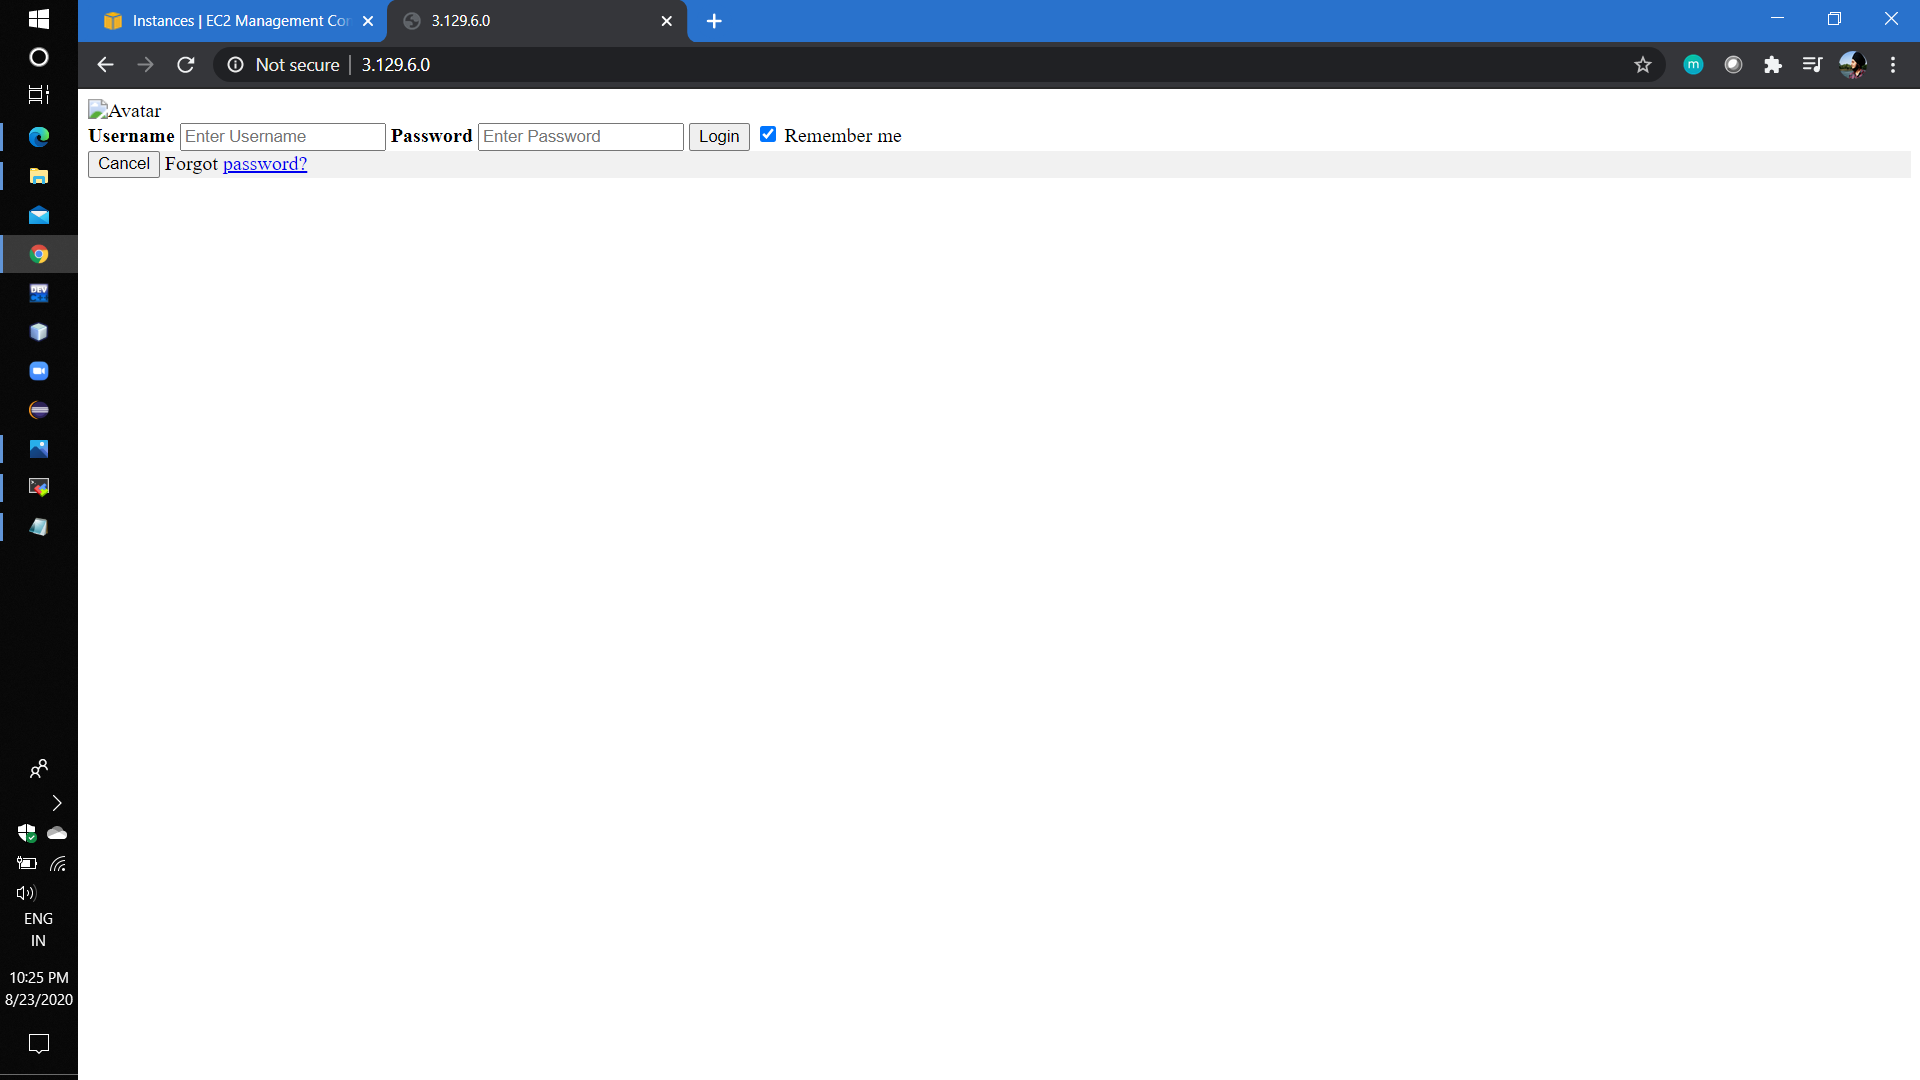 Instances | EC2 Management Con
3.129.6.0
Not secure
3.129.6.0
m
Avatar
Username Enter Username Password Enter Password Login Remember me
Cancel Forgot password?
DEV
C++
ENG
IN
10:25 PM
8/23/2020